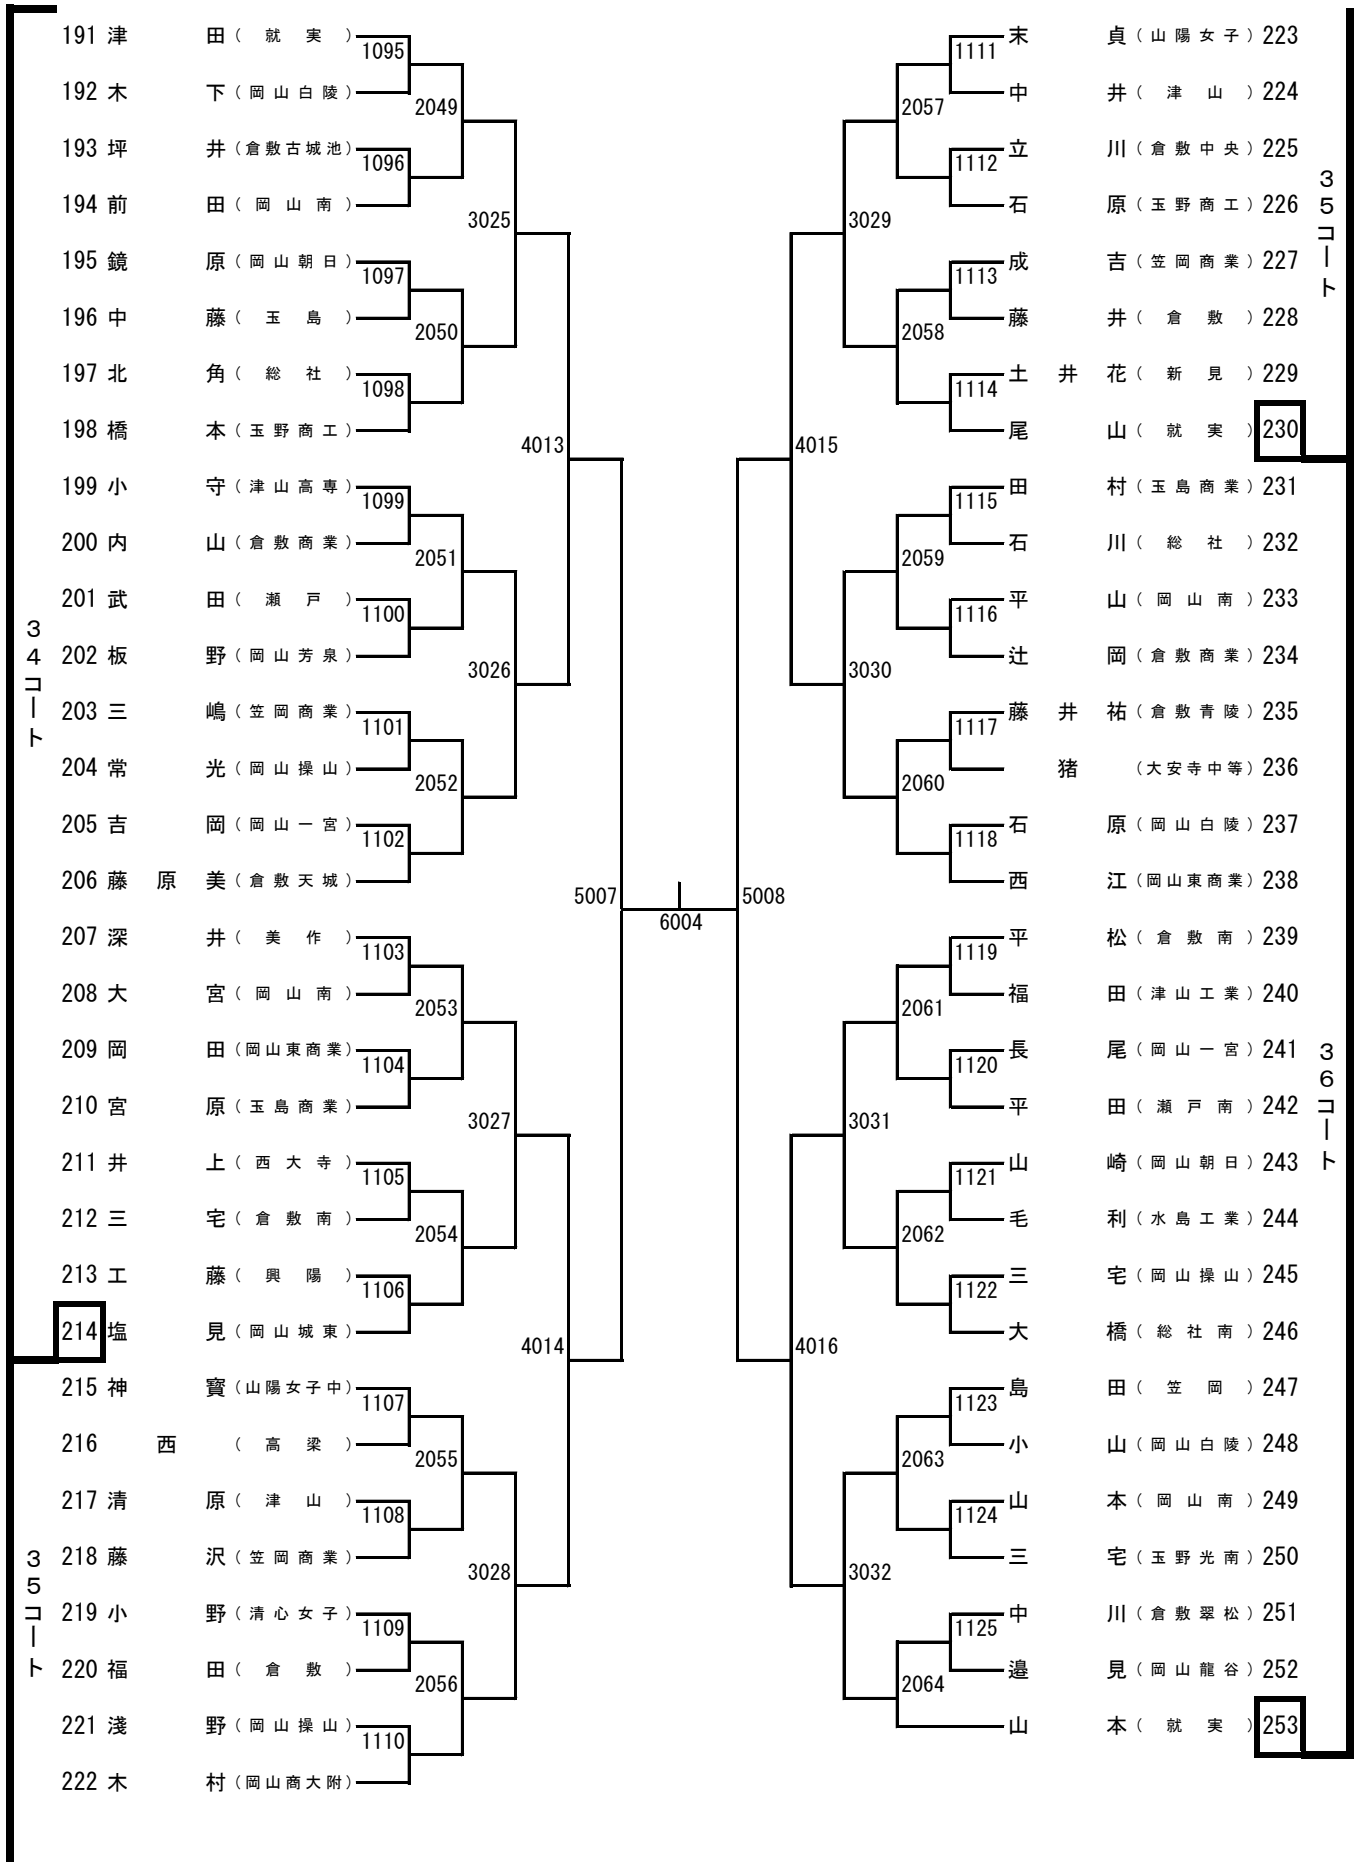 191 津田（就実）
192 木下（岡山白陵）
193 坪井（倉敷古城池）
194 前田（岡山南）
195 鏡原（岡山朝日）
196 中藤（玉島）
197 北角（総社）
198 橋本（玉野商工）
199 小守（津山高専）
200 内山（倉敷商業）
201 武田（瀬戸）
202 板野（岡山芳泉）
203 三嶋（笠岡商業）
204 常光（岡山操山）
205 吉岡（岡山一宮）
206 藤原美（倉敷天城）
207 深井（美作）
208 大宮（岡山南）
209 岡田（岡山東商業）
210 宮原（玉島商業）
211 井上（西大寺）
212 三宅（倉敷南）
213 工藤（興陽）
214 塩見（岡山城東）
215 神寳（山陽女子中）
216 西（高梁）
217 清原（津山）
218 藤沢（笠岡商業）
219 小野（清心女子）
220 福田（倉敷）
221 淺野（岡山操山）
222 木村（岡山商大附）
34コート
35コート
1095
1096
1097
1098
1099
1100
1101
1102
1103
1104
1105
1106
1107
1108
1109
1110
2049
2050
2051
2052
2053
2054
2055
2056
3025
3026
3027
3028
4013
4014
5007
6004
5008
4015
4016
3029
3030
3031
3032
2057
2058
2059
2060
2061
2062
2063
2064
1111
1112
1113
1114
1115
1116
1117
1118
1119
1120
1121
1122
1123
1124
1125
末貞（山陽女子）223
中井（津山）224
立川（倉敷中央）225
石原（玉野商工）226
成吉（笠岡商業）227
藤井（倉敷）228
土井花（新見）229
尾山（就実）230
田村（玉島商業）231
石川（総社）232
平山（岡山南）233
辻岡（倉敷商業）234
藤井祐（倉敷青陵）235
猪（大安寺中等）236
石原（岡山白陵）237
西江（岡山東商業）238
平松（倉敷南）239
福田（津山工業）240
長尾（岡山一宮）241
平田（瀬戸南）242
山崎（岡山朝日）243
毛利（水島工業）244
三宅（岡山操山）245
大橋（総社南）246
島田（笠岡）247
小山（岡山白陵）248
山本（岡山南）249
三宅（玉野光南）250
中川（倉敷翠松）251
邉見（岡山龍谷）252
山本（就実）253
35コート
36コート